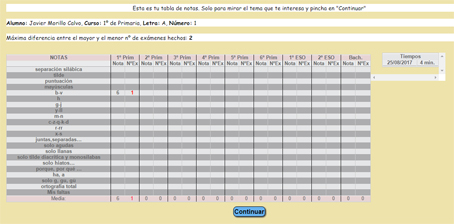 Esta es tu tabla de notas. Solo para mirar el tema que te interesa y pincha en "Continuar"
Alumno: Javier Morillo Calvo, Curso: 1º de Primaria, Letra: A, Número: 1
Máxima diferencia entre el mayor y el menor nº de exámenes hechos: 2
NOTAS 1º Prim 2º Prim 3º Prim 4º Prim 5º Prim 6º Prim 1º ESO 2º ESO Bach.
Nota NºEx Nota NºEx Nota NºEx Nota NºEx Nota NºEx Nota NºEx Nota NºEx Nota NºEx Nota NºEx
Tiempos
25/08/2017 4 min.
separación silábica
tilde
puntuación
mayúsculas
b-v 6 1
h
g-j
y-ll
m-n
c-z-q-k-d
r-rr
x-s
juntas,separadas...
solo agudas
solo llanas
solo tilde diacrítica y monosílabos
solo hiatos...
porque, por qué ...
ha, a
solo g, gu, gü
ortografía total
Mis fotos
Media 6 1 0 0 0 0 0 0 0 0 0 0 0 0 0 0 0 0
Continuar